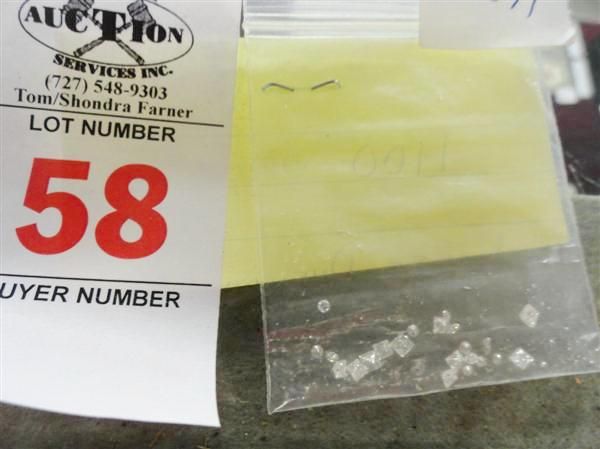 AUCTION
SERVICES INC.
(727) 548-9303
Tom/Shondra Farner
LOT NUMBER
58
UYER NUMBER